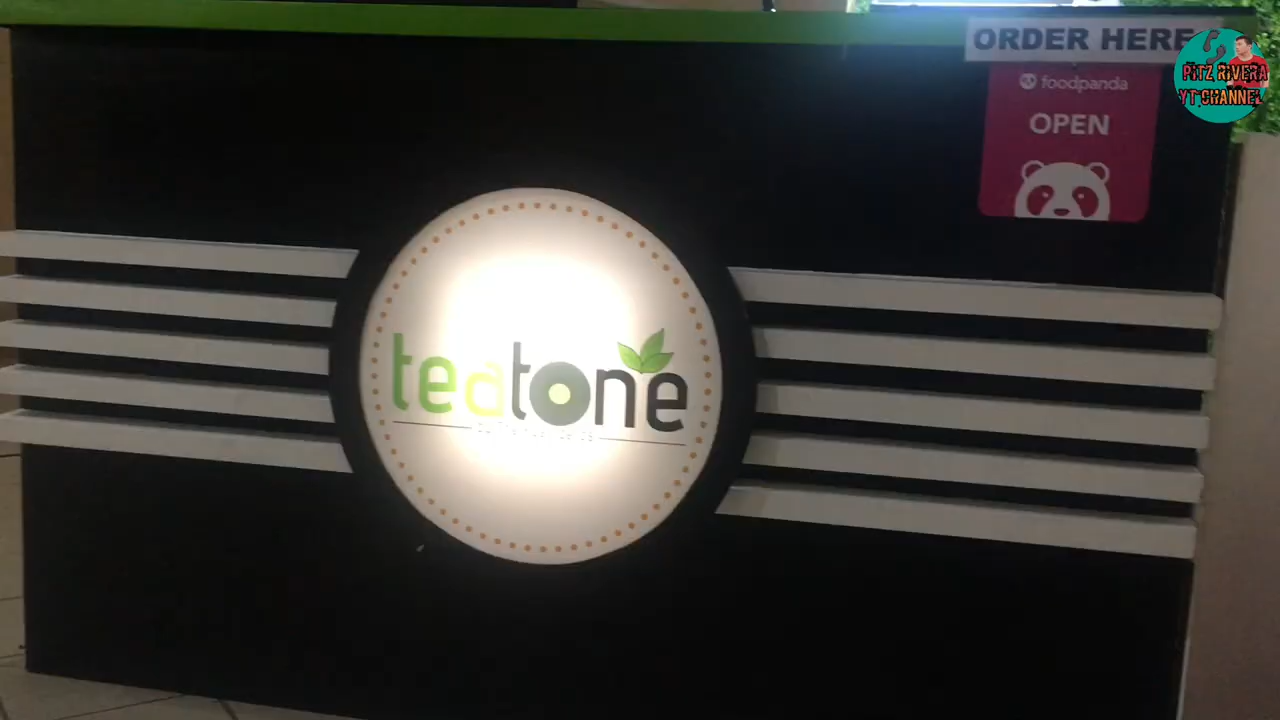 ORDER HERE
foodpanda
OPEN
PITZ RIVERA
YT CHANNEL
teatone